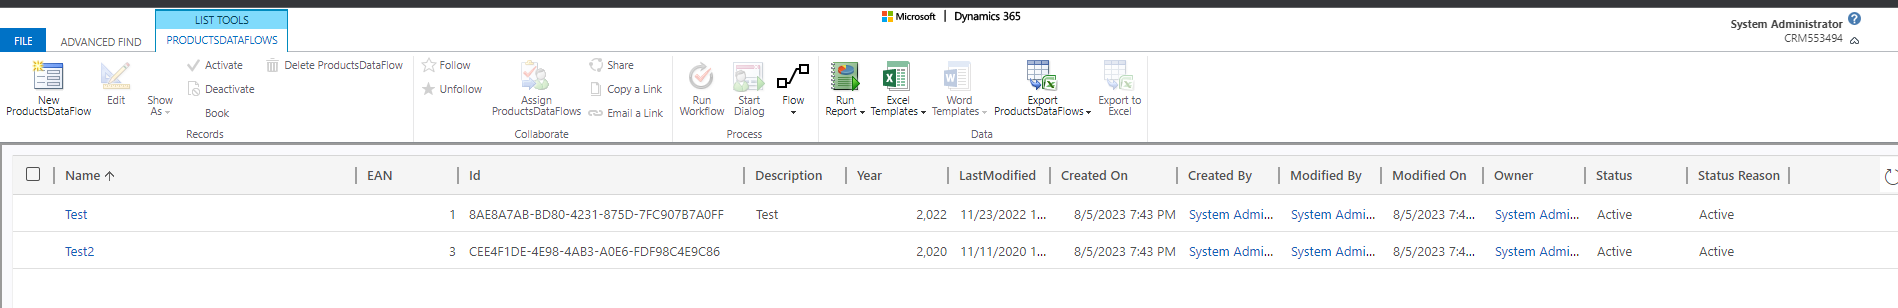 LIST TOOLS
Microsoft | Dynamics 365
System Administrator
CRM553494
FILE
ADVANCED FIND
PRODUCTSDATAFLOWS
New
ProductsDataFlow
Edit
Show
As
Activate
Deactivate
Book
Delete ProductsDataFlow
Records
Follow
Unfollow
Assign
ProductsDataFlows
Share
Copy a Link
Email a Link
Collaborate
Run
Workflow
Start
Dialog
Flow
Process
Run
Report
Excel
Templates
Word
Templates
Export
ProductsDataFlows
Export to
Excel
Data
Name EAN Id Description Year LastModified Created On Created By Modified By Modified On Owner Status Status Reason
Test 1 8AE8A7AB-BD80-4231-875D-7FC907B7A0FF Test 2,022 11/23/2022 1... 8/5/2023 7:43 PM System Admi... System Admi... 8/5/2023 7:4... System Admi... Active Active
Test2 3 CEE4F1DE-4E98-4AB3-A0E6-FDF98C4E9C86 2,020 11/11/2020 1... 8/5/2023 7:43 PM System Admi... System Admi... 8/5/2023 7:4... System Admi... Active Active